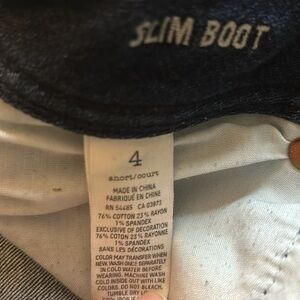 SLIM BOOT
4
short/court
MADE IN CHINA
FABRIQUÉ EN CHINE
RN 54485 CA 03973
76% COTTON 23% RAYON
1% SPANDEX
EXCLUSIVE OF DECORATION
76% COTON 23% RAYONNE
1% SPANDEX
SANS LES DÉCORATIONS
COLOR MAY TRANSFER WHEN
NEW. WASH ONCE SEPARATELY
IN COLD WATER BEFORE
WEARING. MACHINE WASH
COLD INSIDE OUT WITH LIKE
COLORS. DO NOT BLEACH.
TUMBLE DRY